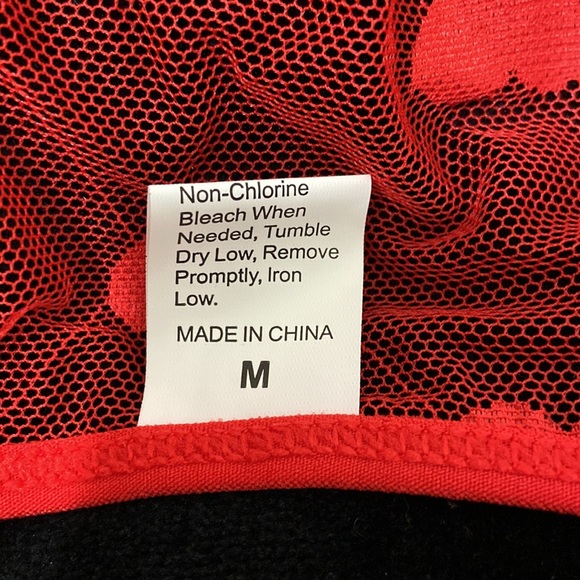 Non-Chlorine
Bleach When
Needed, Tumble
Dry Low, Remove
Promptly, Iron
Low.
MADE IN CHINA
M